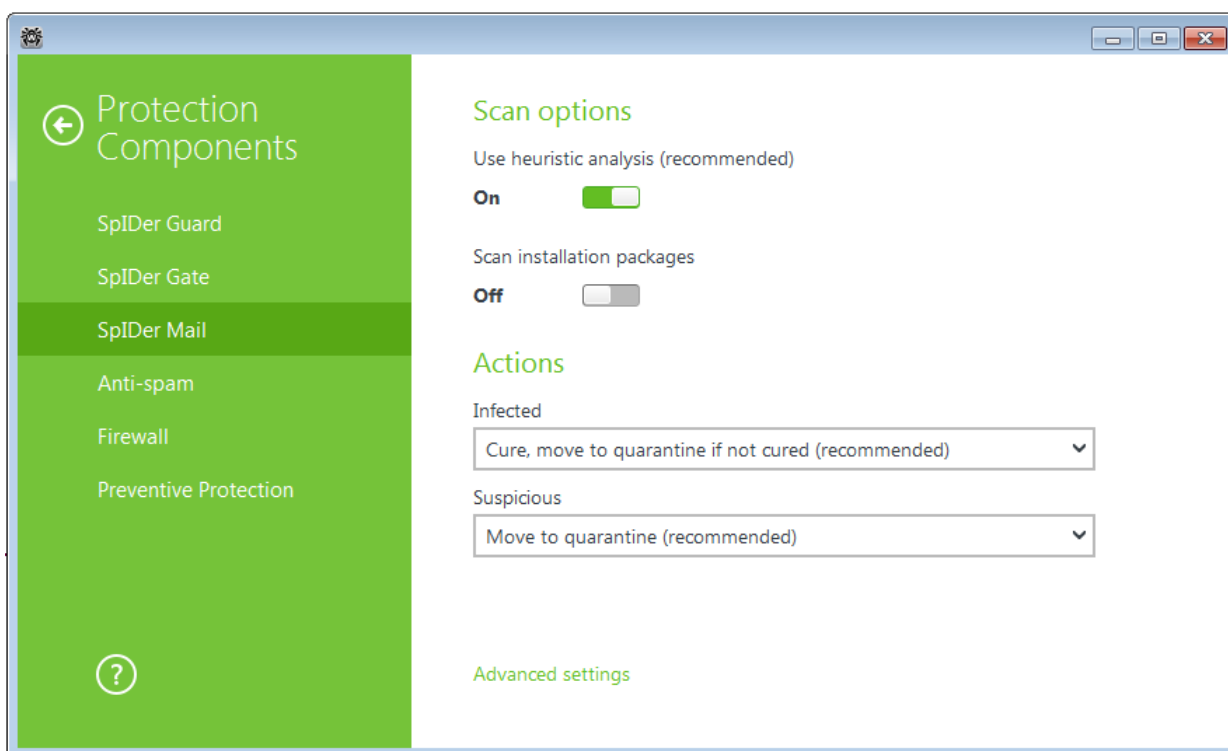 Protection
Components
SpIDer Guard
SpIDer Gate
SpIDer Mail
Anti-spam
Firewall
Preventive Protection
?
Scan options
Use heuristic analysis (recommended)
On
Scan installation packages
Off
Actions
Infected
Cure, move to quarantine if not cured (recommended)
Suspicious
Move to quarantine (recommended)
Advanced settings